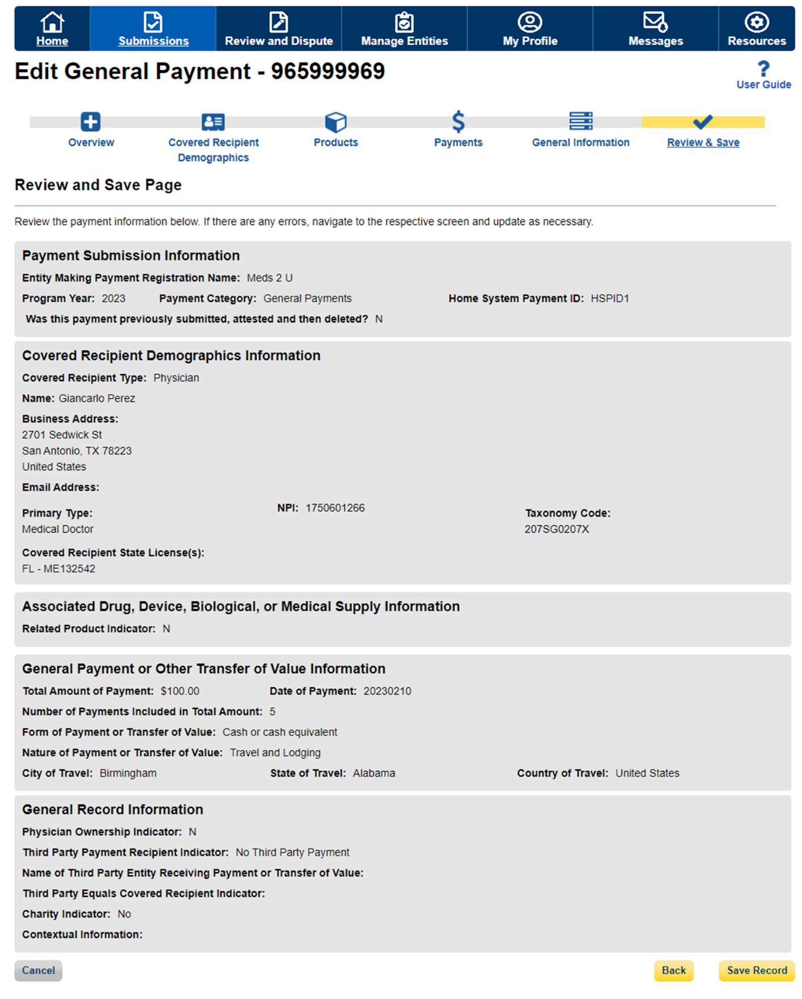 Home Submissions Review and Dispute Manage Entities My Profile Messages Resources
Edit General Payment - 965999969
?
User Guide
Overview Covered Recipient Demographics Products Payments General Information Review & Save
Review and Save Page
Review the payment information below. If there are any errors, navigate to the respective screen and update as necessary.
Payment Submission Information
Entity Making Payment Registration Name: Meds 2 U
Program Year: 2023 Payment Category: General Payments Home System Payment ID: HSPID1
Was this payment previously submitted, attested and then deleted? N
Covered Recipient Demographics Information
Covered Recipient Type: Physician
Name: Giancarlo Perez
Business Address:
2701 Sedwick St
San Antonio, TX 78223
United States
Email Address:
Primary Type: NPI: 1750601266 Taxonomy Code:
Medical Doctor 207SG0207X
Covered Recipient State License(s):
FL - ME132542
Associated Drug, Device, Biological, or Medical Supply Information
Related Product Indicator: N
General Payment or Other Transfer of Value Information
Total Amount of Payment: $100.00 Date of Payment: 20230210
Number of Payments Included in Total Amount: 5
Form of Payment or Transfer of Value: Cash or cash equivalent
Nature of Payment or Transfer of Value: Travel and Lodging
City of Travel: Birmingham State of Travel: Alabama Country of Travel: United States
General Record Information
Physician Ownership Indicator: N
Third Party Payment Recipient Indicator: No Third Party Payment
Name of Third Party Entity Receiving Payment or Transfer of Value:
Third Party Equals Covered Recipient Indicator:
Charity Indicator: No
Contextual Information:
Cancel Back Save Record